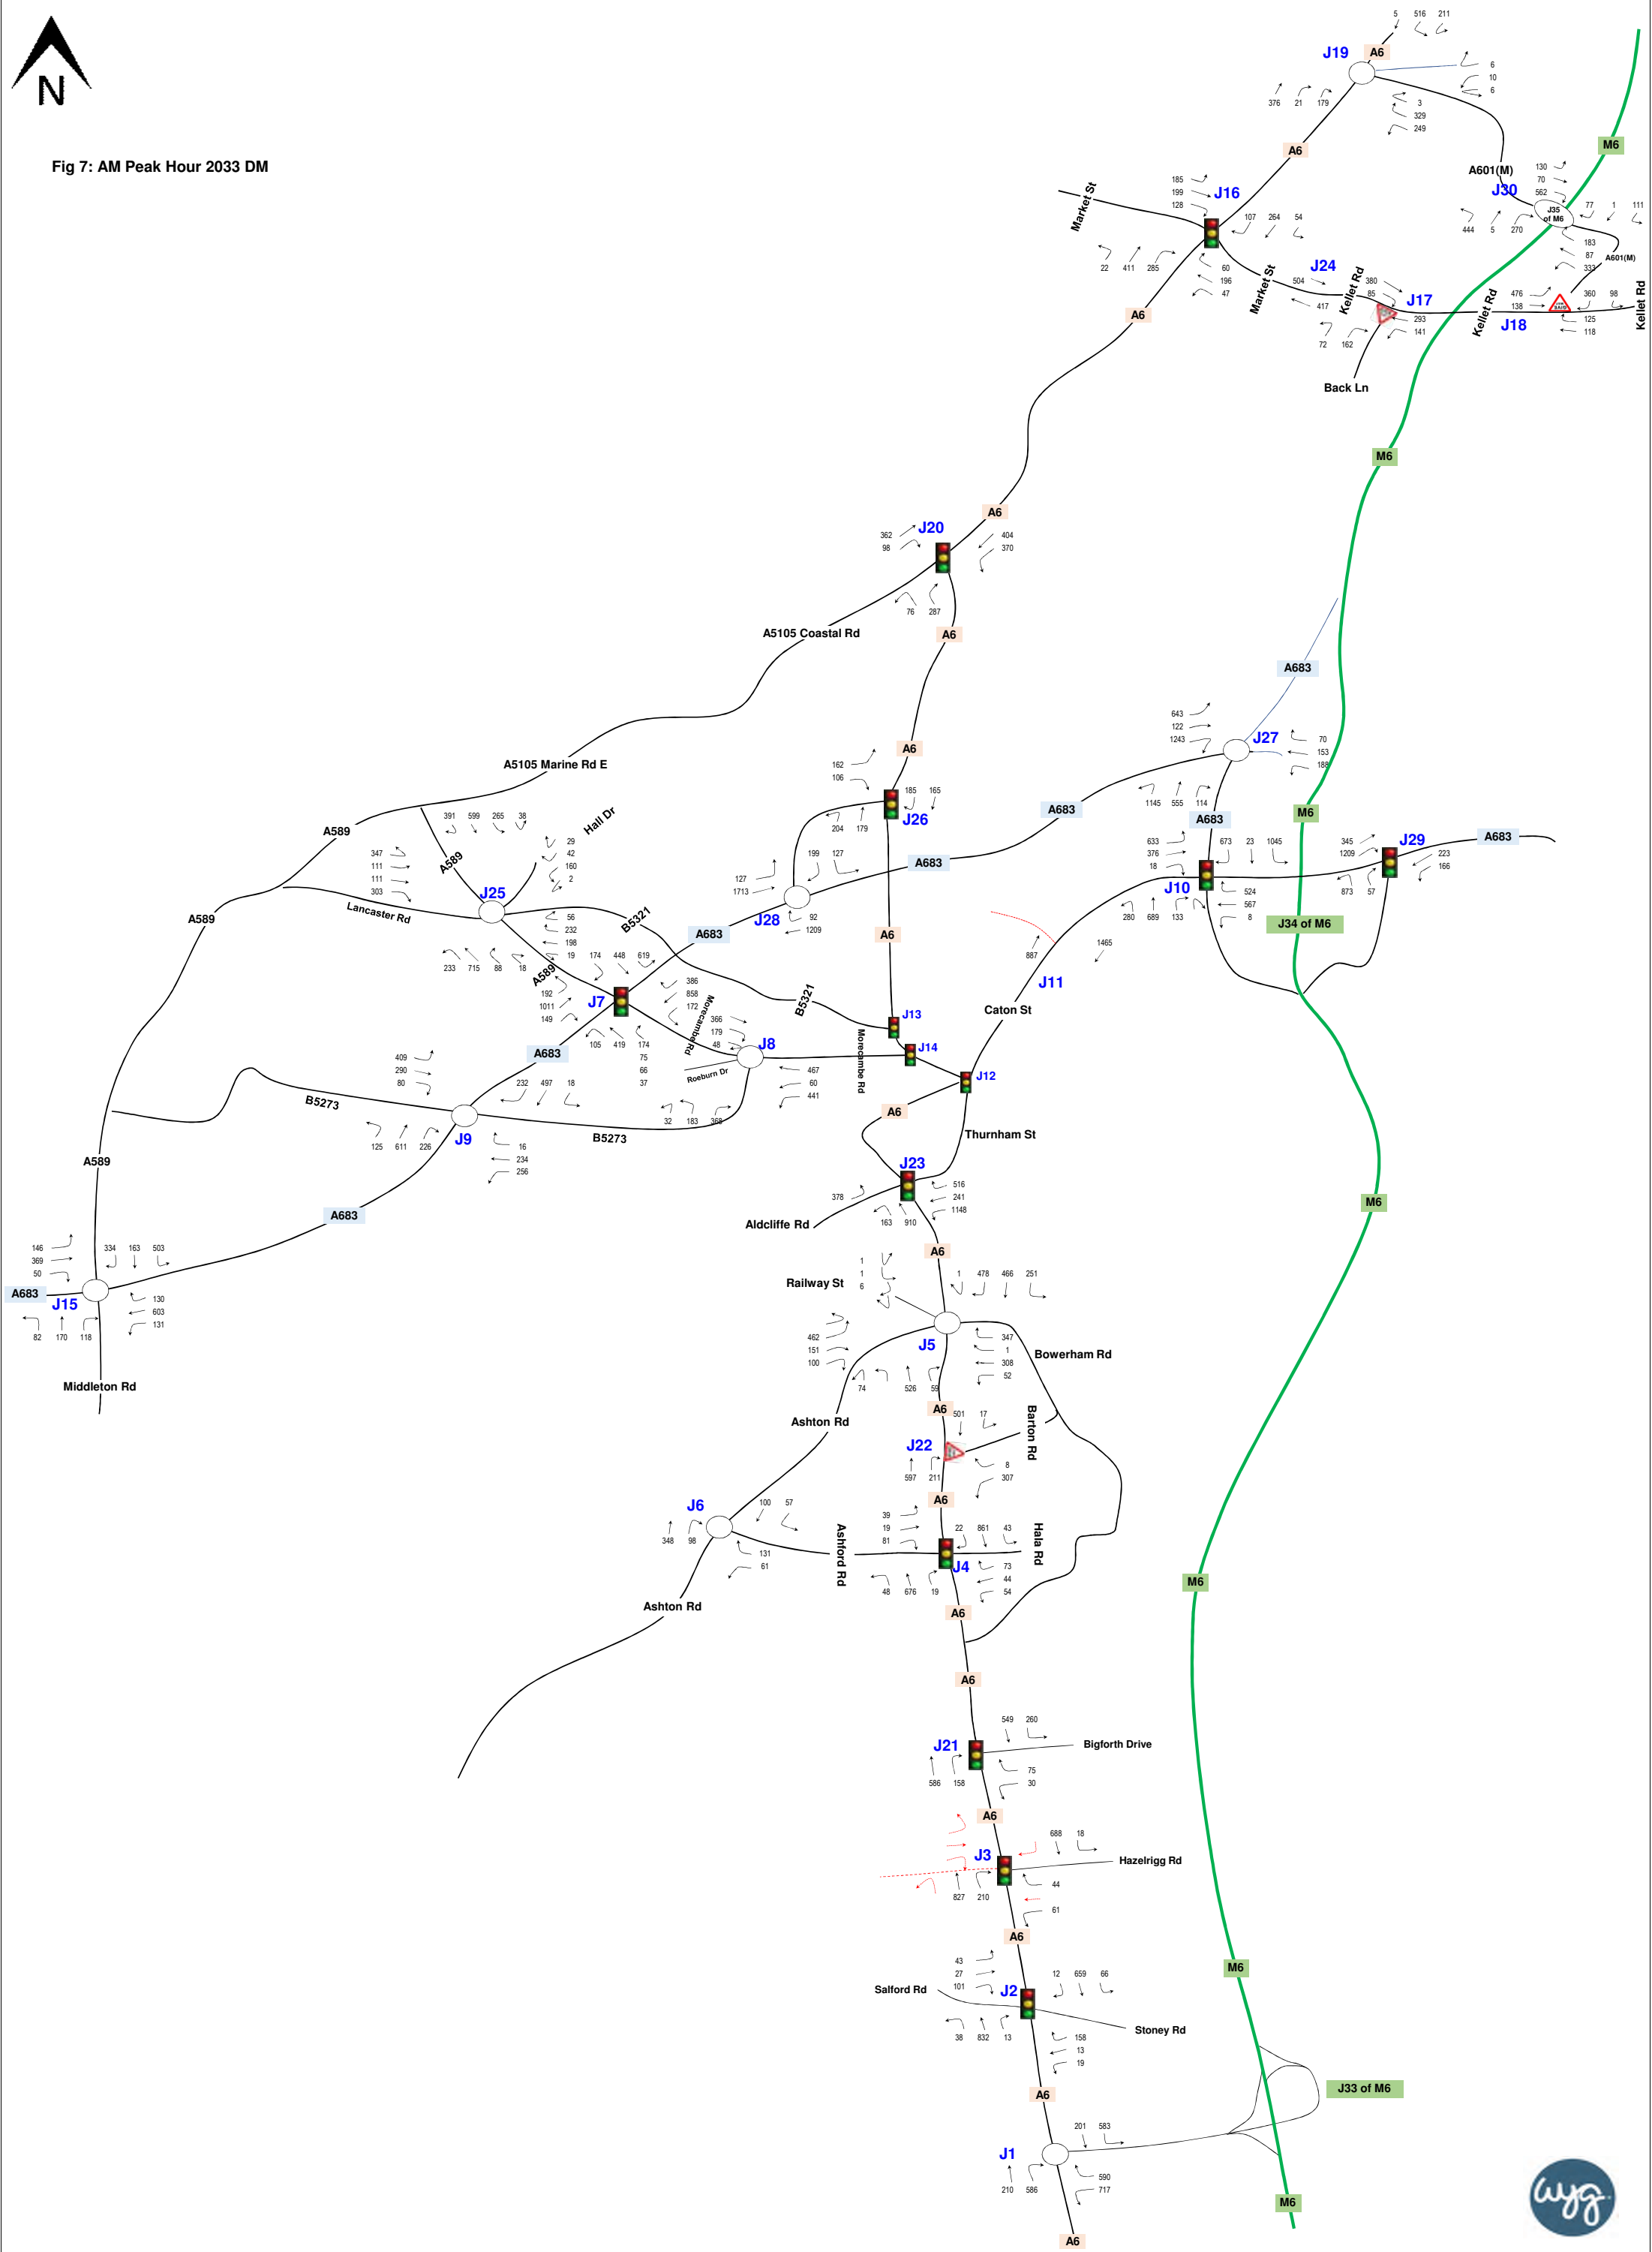 N
Fig 7: AM Peak Hour 2033 DM
5 516 211
J19 A6
6
10
6
376 21 179
3
329
249
A6
M6
A601(M)
J30
130
70
562
J35
of M6
77 1 111
444 5 270
183
87
333
A601(M)
185
199
128
J16
Market St
107 264 54
22 411 285
60
196
47
Market St
J24
504
417
Kellet Rd
380
85
J17
293
141
72 162
Back Ln
Kellet Rd
476
138
J18
360 98
125
118
Kellet Rd
A6
M6
A6
J20
362
98
404
370
76 287
A5105 Coastal Rd
A6
A683
643
122
1243
J27
70
153
188
1145 555 114
A683
A683
M6
A6
A5105 Marine Rd E
162
106
185 165
J26
204 179
A589
391 599 265 38
Hall Dr
A589
347
111
111
303
29
42
160
2
J25
Lancaster Rd
A589
56
232
198
19
B5321
233 715 88 18
A589
127
1713
199 127
A683
J28
92
1209
A683
A6
633
376
18
673 23 1045
J10
524
567
8
280 689 133
345
1209
J29
A683
223
166
873 57
J34 of M6
887
1465
J11
Caton St
174 448 619
192
1011
149
J7
386
858
172
105 419 174
75
66
37
Morecambe Rd
366
179
48
J8
Roeburn Dr
467
60
441
32 183 368
B5321
J13
J14
Morecambe Rd
J12
A683
409
290
80
232 497 18
B5273
J9
125 611 226
16
234
256
B5273
A6
Thurnham St
J23
378
516
241
1148
163 910
Aldcliffe Rd
A589
A683
M6
146
369
50
334 163 503
A683
J15
130
603
131
82 170 118
Middleton Rd
A6
Railway St
1
1
6
1 478 466 251
462
151
100
J5
347
1
308
52
Bowerham Rd
74 526 59
Ashton Rd
A6
501 17
J22
Barton Rd
597 211
8
307
A6
J6
100 57
348 98
131
61
Ashford Rd
39
19
81
22 861 43
Hala Rd
J4
73
44
54
48 676 19
M6
Ashton Rd
A6
A6
549 260
J21
Bigforth Drive
586 158
75
30
A6
688 18
J3
Hazelrigg Rd
827 210
44
61
A6
M6
43
27
101
12 659 66
Salford Rd
J2
Stoney Rd
38 832 13
158
13
19
A6
J33 of M6
201 583
J1
590
717
210 586
M6
A6
ayg